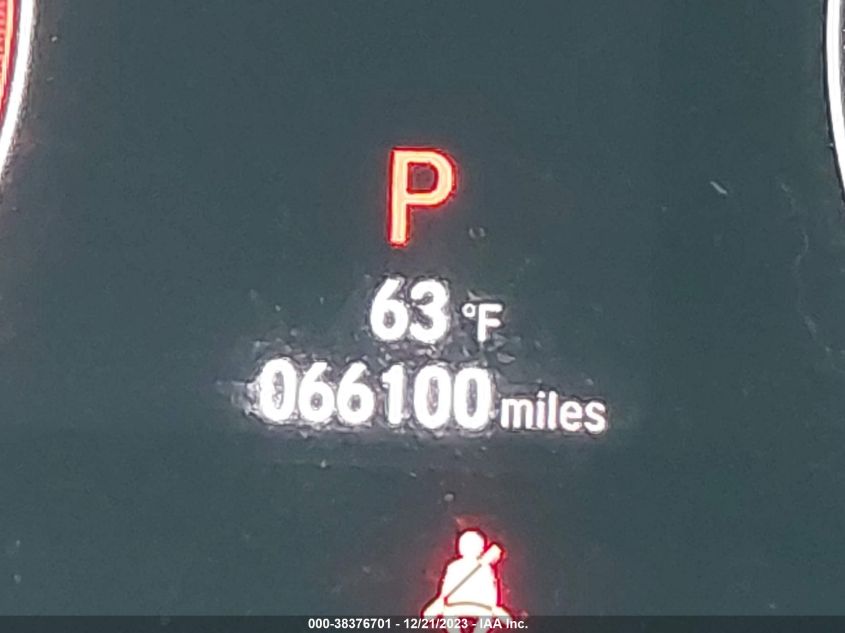 P
63 °F
066100 miles
000-38376701 - 12/21/2023 - IAA Inc.